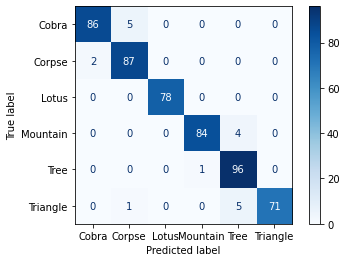 Cobra 86 5 0 0 0 0
Corpse 2 87 0 0 0 0
Lotus 0 0 78 0 0 0
Mountain 0 0 0 84 4 0
Tree 0 0 0 1 96 0
Triangle 0 1 0 0 5 71
Cobra Corpse Lotus Mountain Tree Triangle
Predicted label
True label
80
60
40
20
0